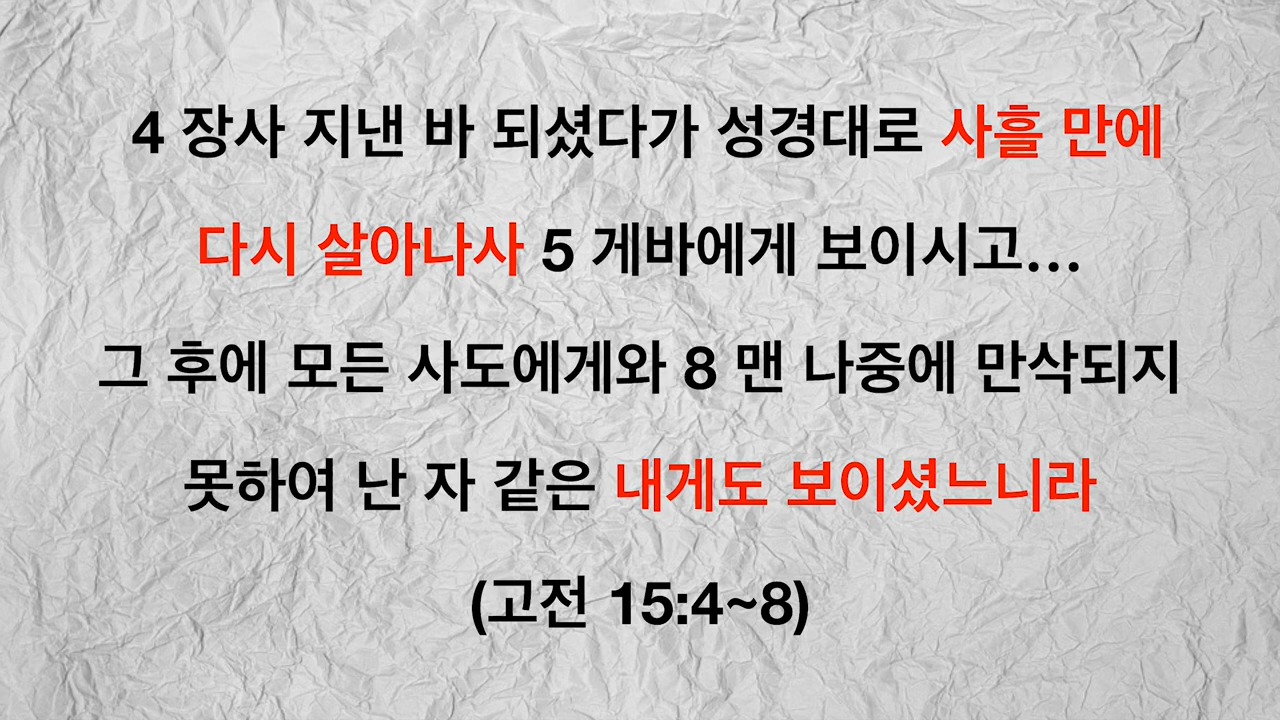 4 장사 지낸 바 되셨다가 성경대로 사흘 만에
다시 살아나사 5 게바에게 보이시고...
그 후에 모든 사도에게와 8 맨 나중에 만삭되지
못하여 난 자 같은 내게도 보이셨느니라
(고전 15:4~8)